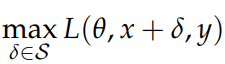 max L(θ, x + δ, y)
δ∈𝒮